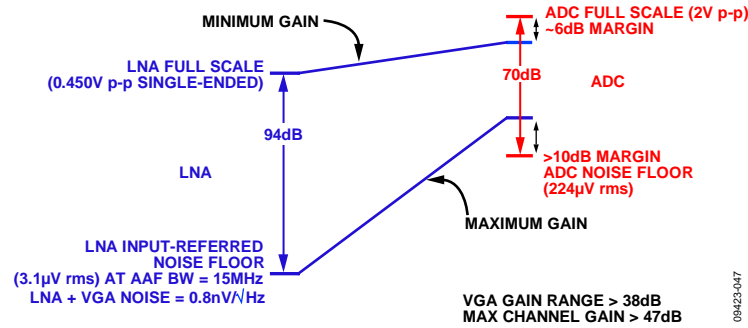 MINIMUM GAIN
ADC FULL SCALE (2V p-p)
~6dB MARGIN
LNA FULL SCALE
(0.450V p-p SINGLE-ENDED)
70dB
ADC
94dB
LNA
>10dB MARGIN
ADC NOISE FLOOR
(224µV rms)
MAXIMUM GAIN
LNA INPUT-REFERRED
NOISE FLOOR
(3.1µV rms) AT AAF BW = 15MHz
LNA + VGA NOISE = 0.8nV/√Hz
VGA GAIN RANGE > 38dB
MAX CHANNEL GAIN > 47dB
09423-047